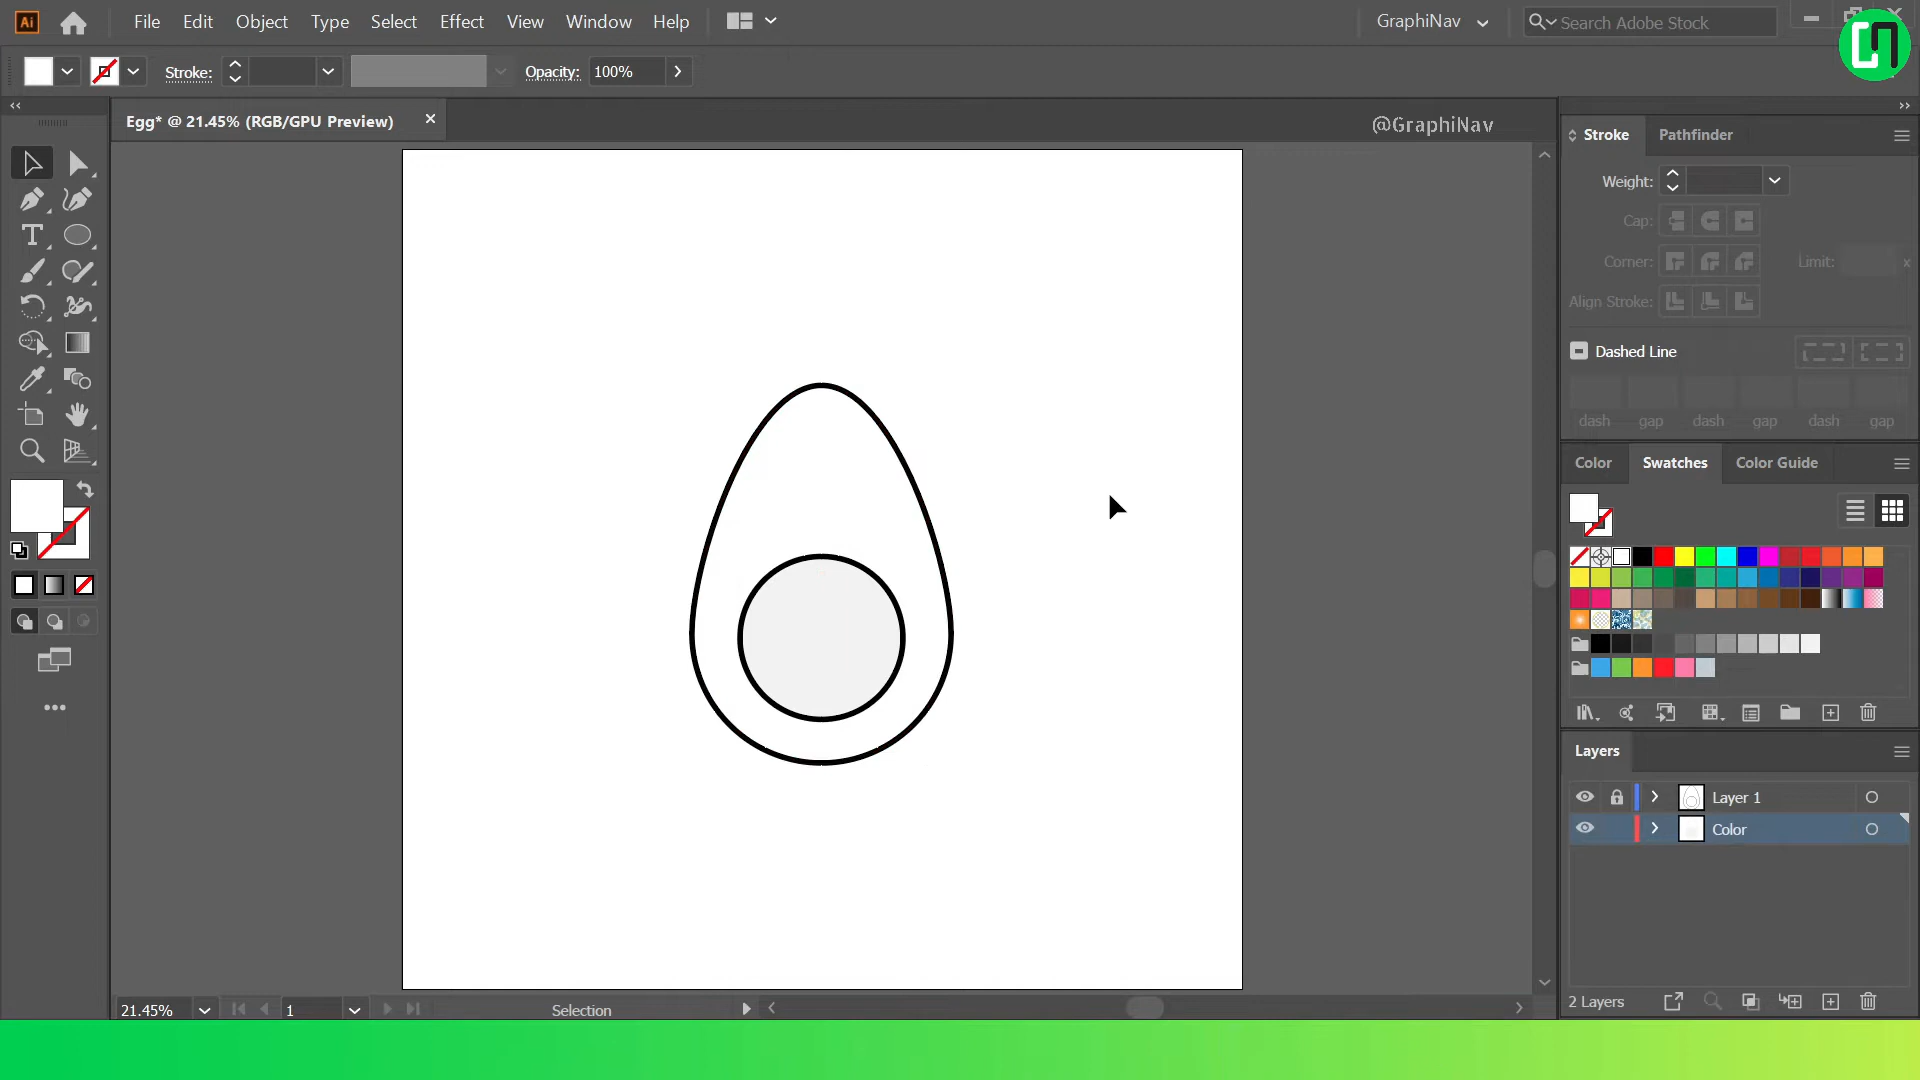 Ai File Edit Object Type Select Effect View Window Help GraphiNav Search Adobe Stock
Stroke: Opacity: 100%
Egg* @ 21.45% (RGB/GPU Preview)
@GraphiNav
Stroke Pathfinder
Weight:
Cap:
Corner: Limit: x
Align Stroke:
Dashed Line
dash gap dash gap dash gap
Color Swatches Color Guide
Layers
Layer 1
Color
2 Layers
21.45% 1 Selection